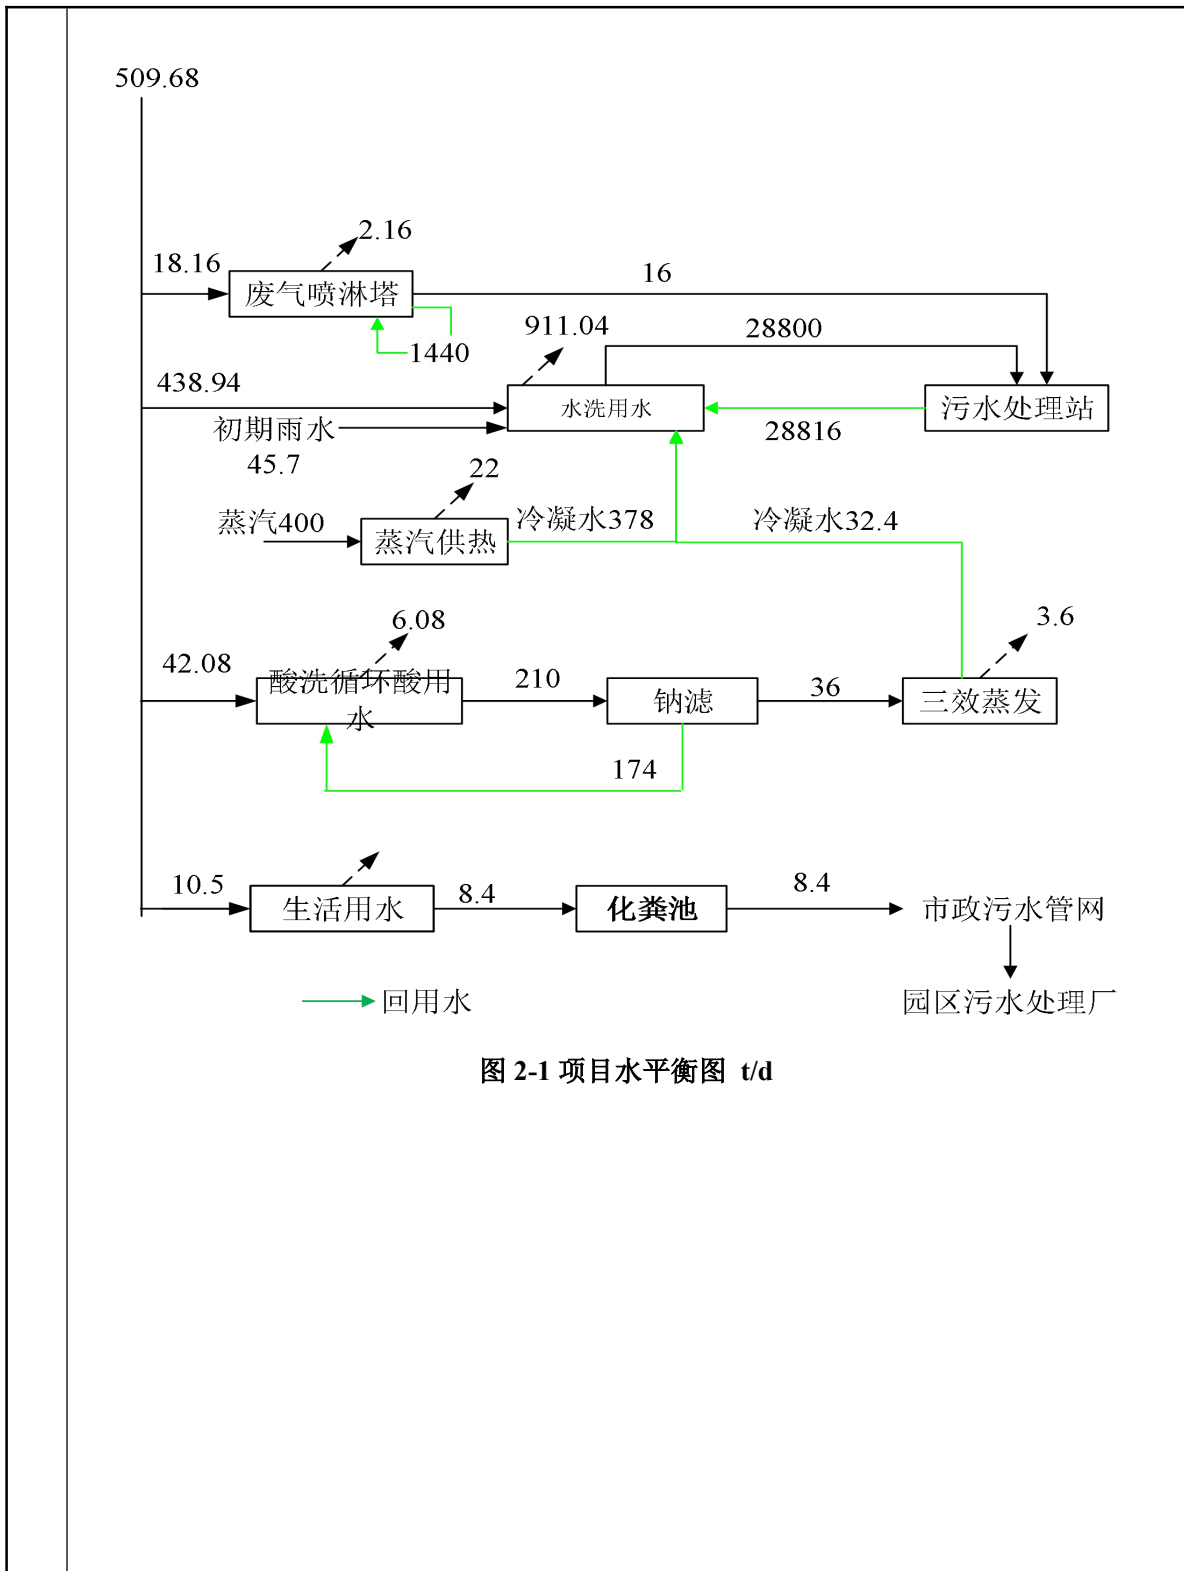 509.68
2.16
18.16
废气喷淋塔
16
1440
911.04
28800
438.94
水洗用水
污水处理站
初期雨水
45.7
28816
22
蒸汽400
蒸汽供热
冷凝水378
冷凝水32.4
6.08
3.6
42.08
酸洗循环酸用
水
210
钠滤
36
三效蒸发
174
10.5
生活用水
8.4
化粪池
8.4
市政污水管网
回用水
园区污水处理厂
图 2-1 项目水平衡图 t/d